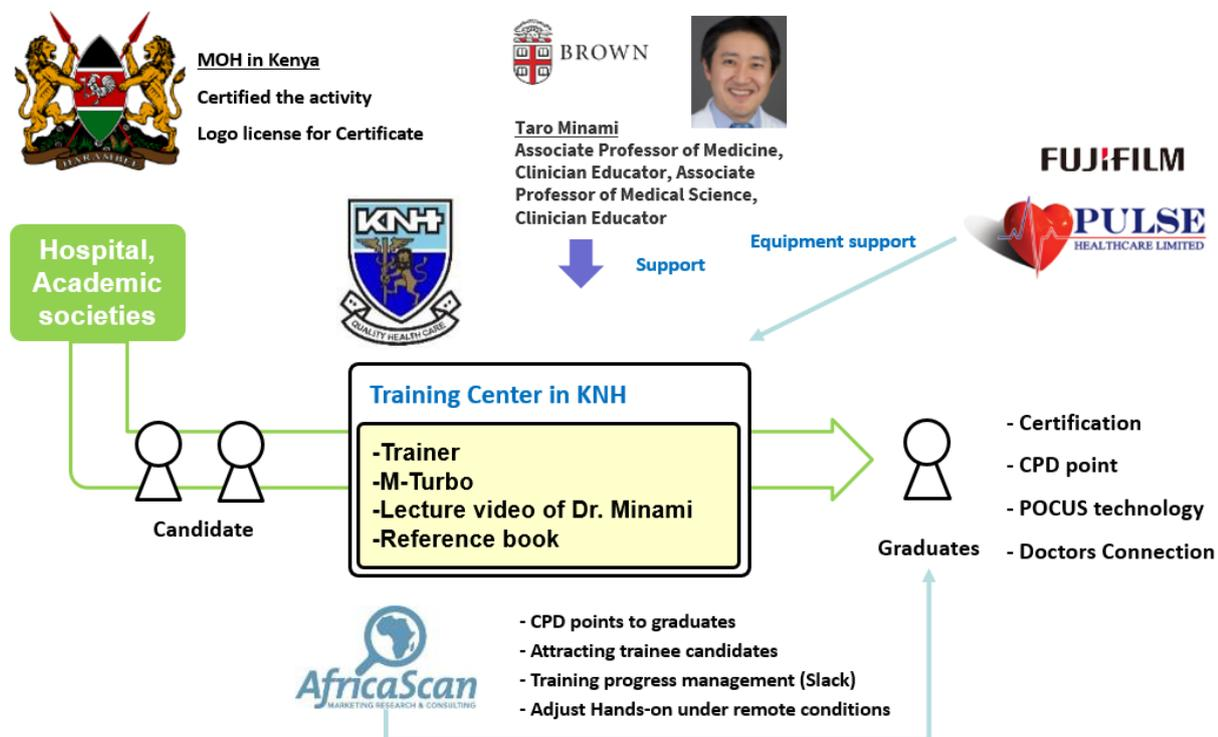 MOH in Kenya
Certified the activity
Logo license for Certificate
HARAMBEE
BROWN
Taro Minami
Associate Professor of Medicine,
Clinician Educator, Associate
Professor of Medical Science,
Clinician Educator
FUJIFILM
PULSE
HEALTHCARE LIMITED
Equipment support
Support
KNH
QUALITY HEALTH CARE
Hospital,
Academic
societies
Training Center in KNH
-Trainer
-M-Turbo
-Lecture video of Dr. Minami
-Reference book
Candidate
Graduates
- Certification
- CPD point
- POCUS technology
- Doctors Connection
AfricaScan
MARKETING RESEARCH & CONSULTING
- CPD points to graduates
- Attracting trainee candidates
- Training progress management (Slack)
- Adjust Hands-on under remote conditions